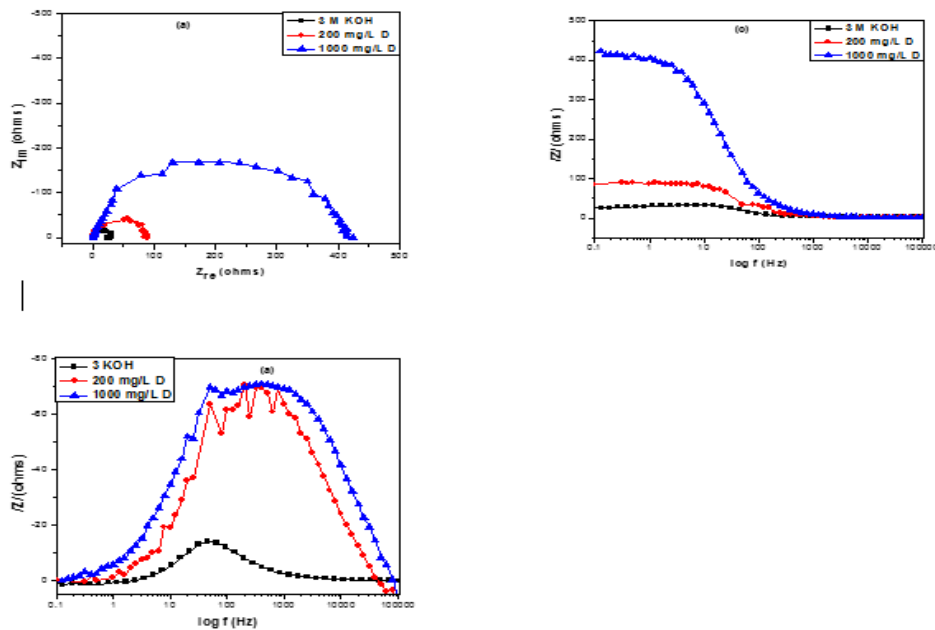 -500
-400
-300
-200
-100
0
Z_im (ohms)
(a)
3 M KOH
200 mg/L D
1000 mg/L D
0 100 200 300 400 500
Z_re (ohms)
500
400
300
200
100
0
/Z/(ohms)
(c)
3 M KOH
200 mg/L D
1000 mg/L D
0.1 1 10 100 1000 10000 100000
log f (Hz)
-80
-60
-40
-20
0
/Z/(ohms)
(a)
3 KOH
200 mg/L D
1000 mg/L D
0.1 1 10 100 1000 10000 100000
log f (Hz)